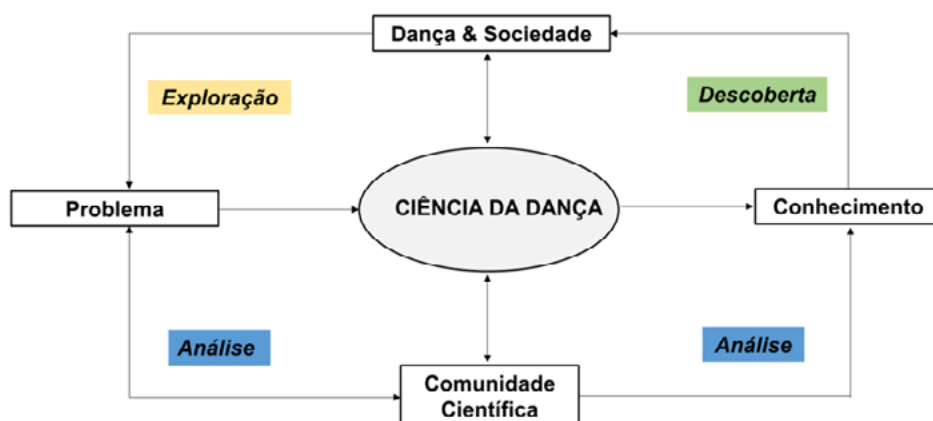 Dança & Sociedade
Exploração
Descoberta
Problema
CIÊNCIA DA DANÇA
Conhecimento
Análise
Análise
Comunidade
Científica